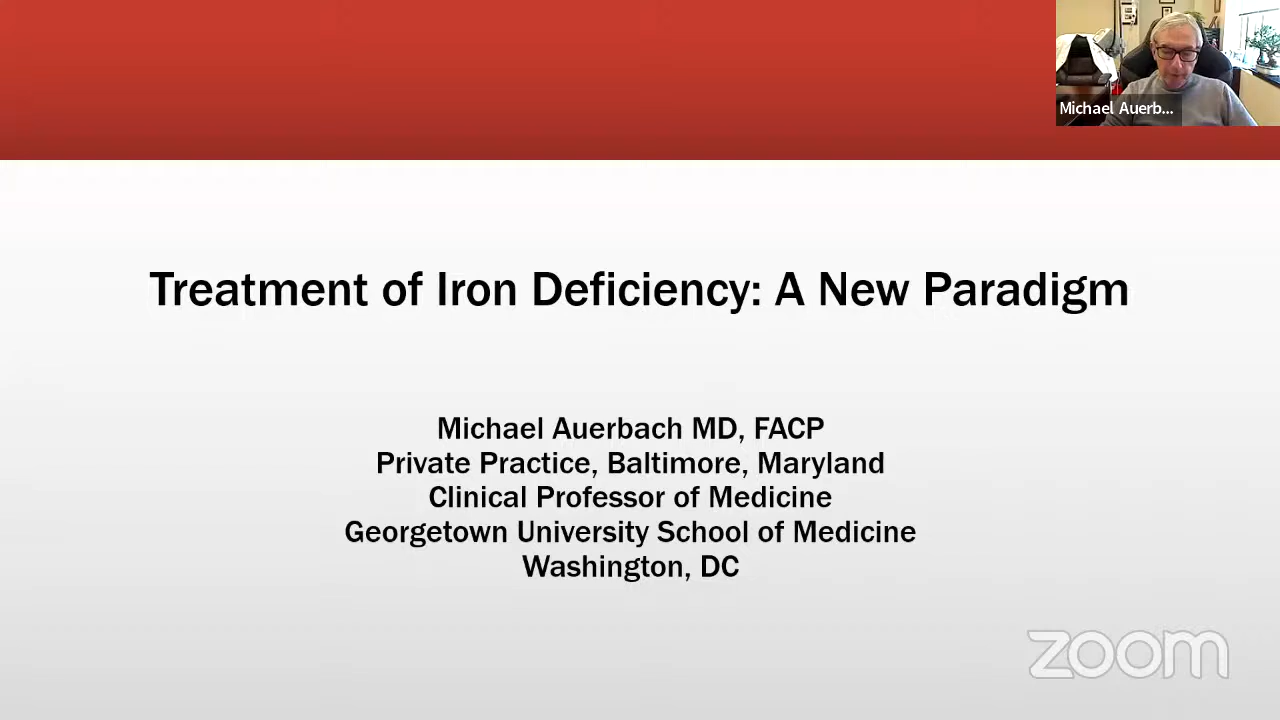 Michael Auerb...
Treatment of Iron Deficiency: A New Paradigm
Michael Auerbach MD, FACP
Private Practice, Baltimore, Maryland
Clinical Professor of Medicine
Georgetown University School of Medicine
Washington, DC
zoom